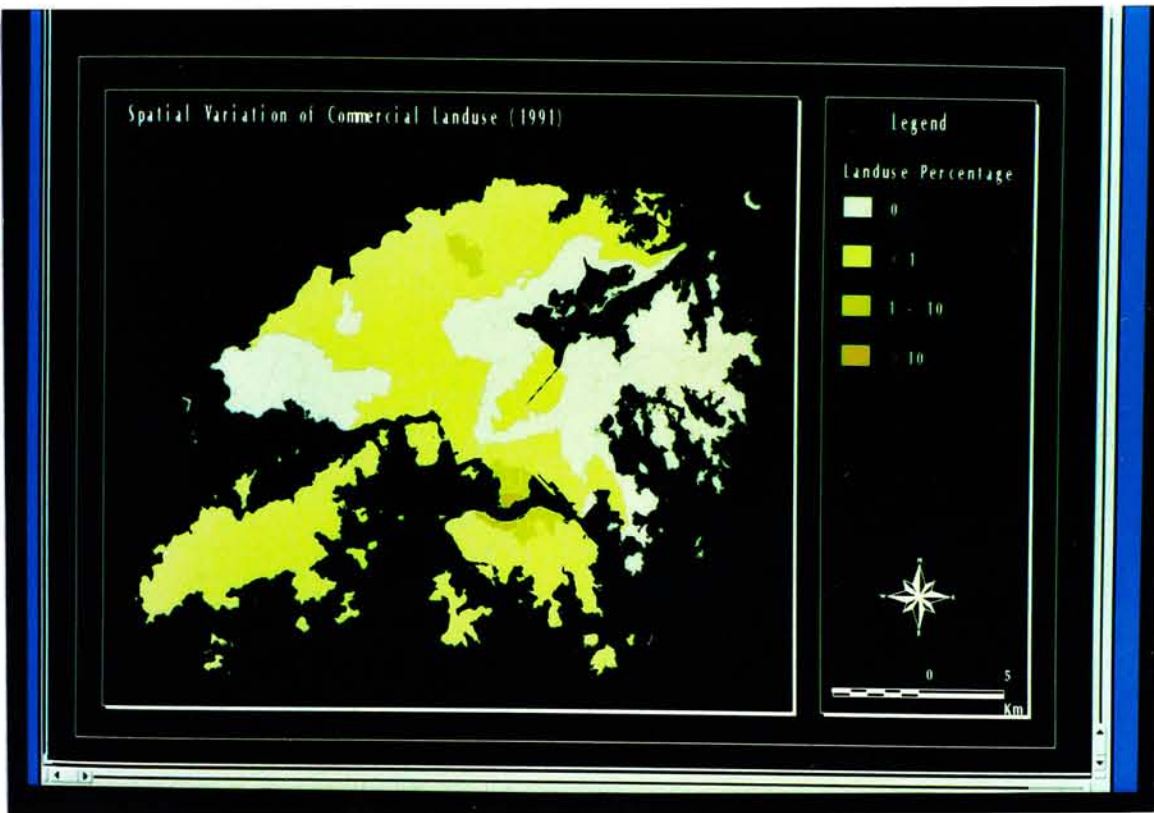 Spatial Variation of Commercial Landuse (1991)
Legend
Landuse Percentage
0
< 1
1 - 10
> 10
0 5
Km